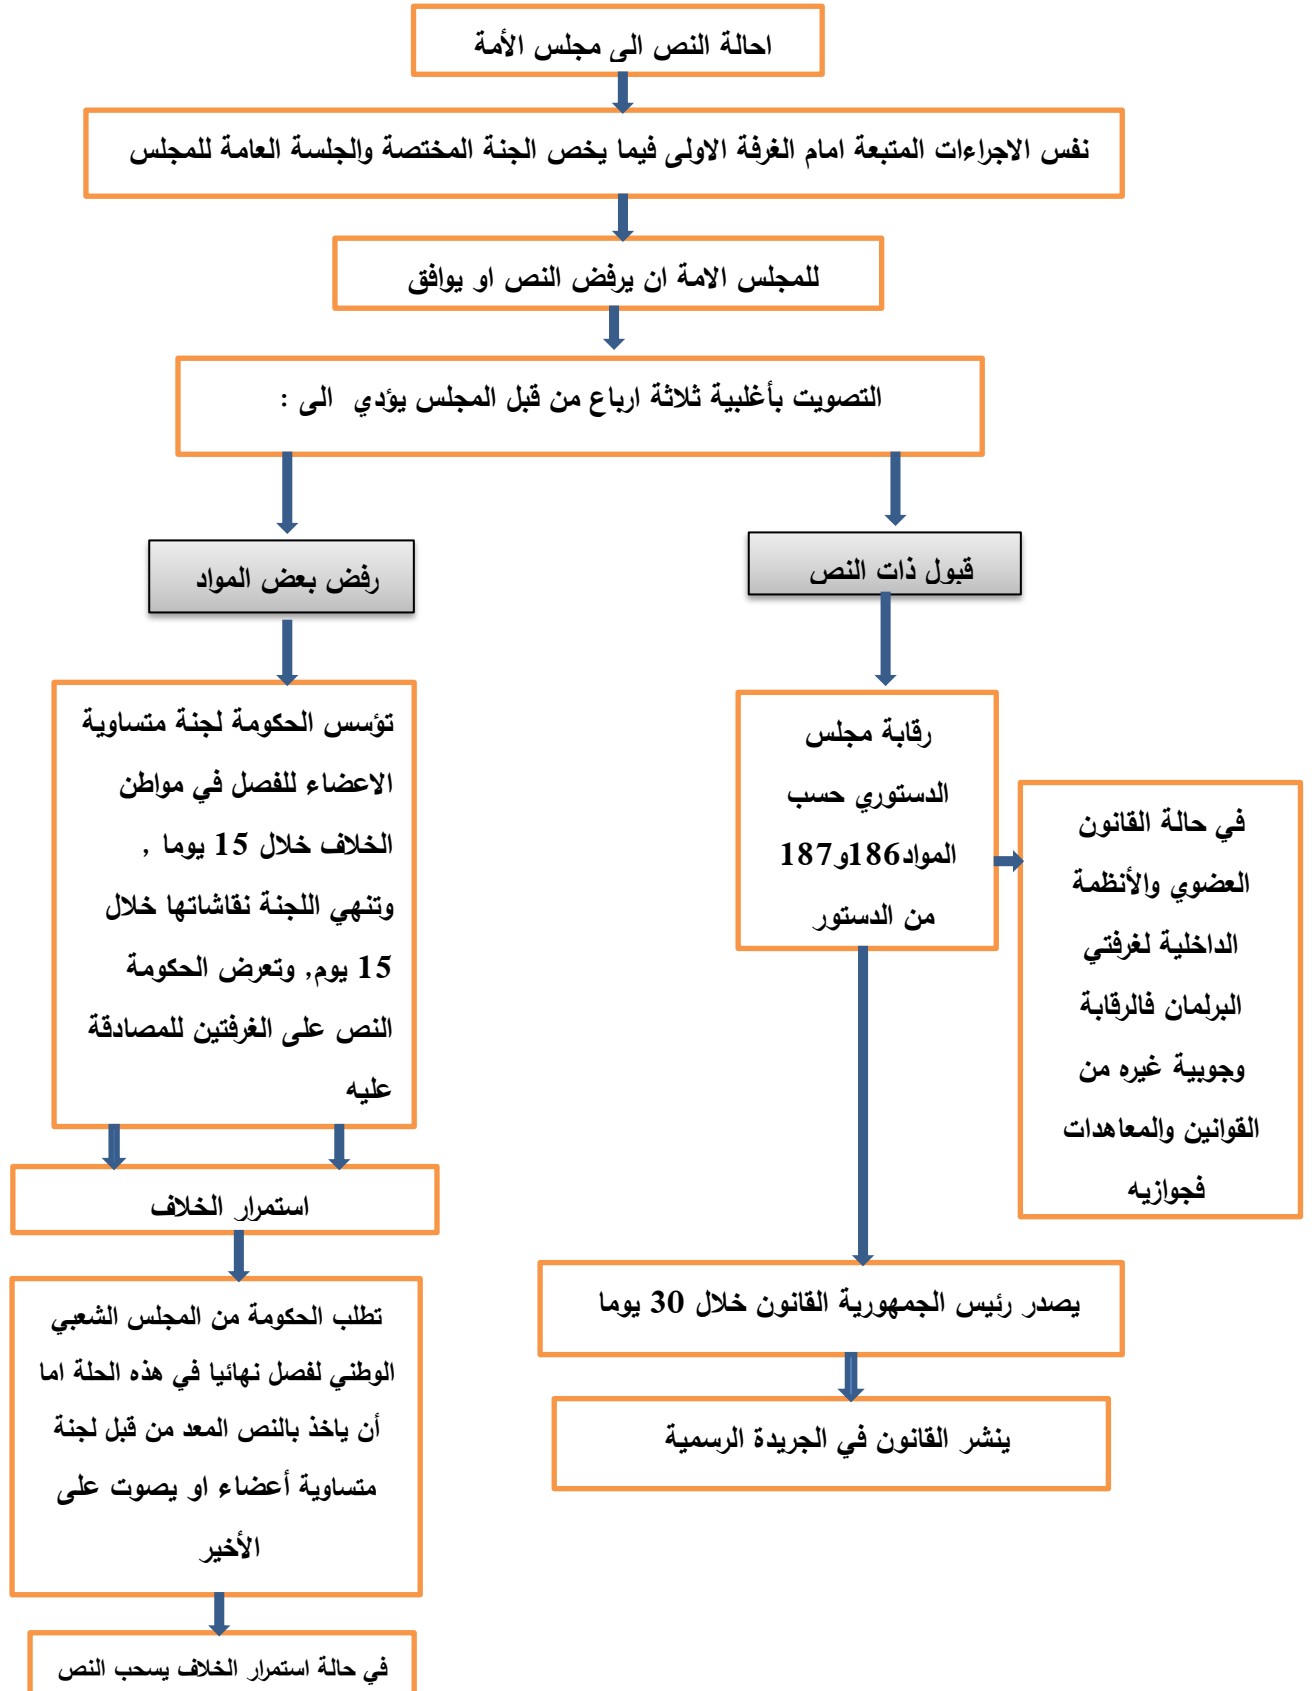 احالة النص الى مجلس الأمة
نفس الاجراءات المتبعة امام الغرفة الاولى فيما يخص الجنة المختصة والجلسة العامة للمجلس
للمجلس الامة ان يرفض النص او يوافق
التصويت بأغلبية ثلاثة ارباع من قبل المجلس يؤدي الى :
قبول ذات النص
رفض بعض المواد
رقابة مجلس
الدستوري حسب
المواد186و187
من الدستور
في حالة القانون
العضوي والأنظمة
الداخلية لغرفتي
البرلمان فالرقابة
وجوبية غيره من
القوانين والمعاهدات
فجوازيه
يصدر رئيس الجمهورية القانون خلال 30 يوما
ينشر القانون في الجريدة الرسمية
تؤسس الحكومة لجنة متساوية
الاعضاء للفصل في مواطن
الخلاف خلال 15 يوما ,
وتنهي اللجنة نقاشاتها خلال
15 يوم, وتعرض الحكومة
النص على الغرفتين للمصادقة
عليه
استمرار الخلاف
تطلب الحكومة من المجلس الشعبي
الوطني لفصل نهائيا في هذه الحلة اما
أن ياخذ بالنص المعد من قبل لجنة
متساوية أعضاء او يصوت على
الأخير
في حالة استمرار الخلاف يسحب النص